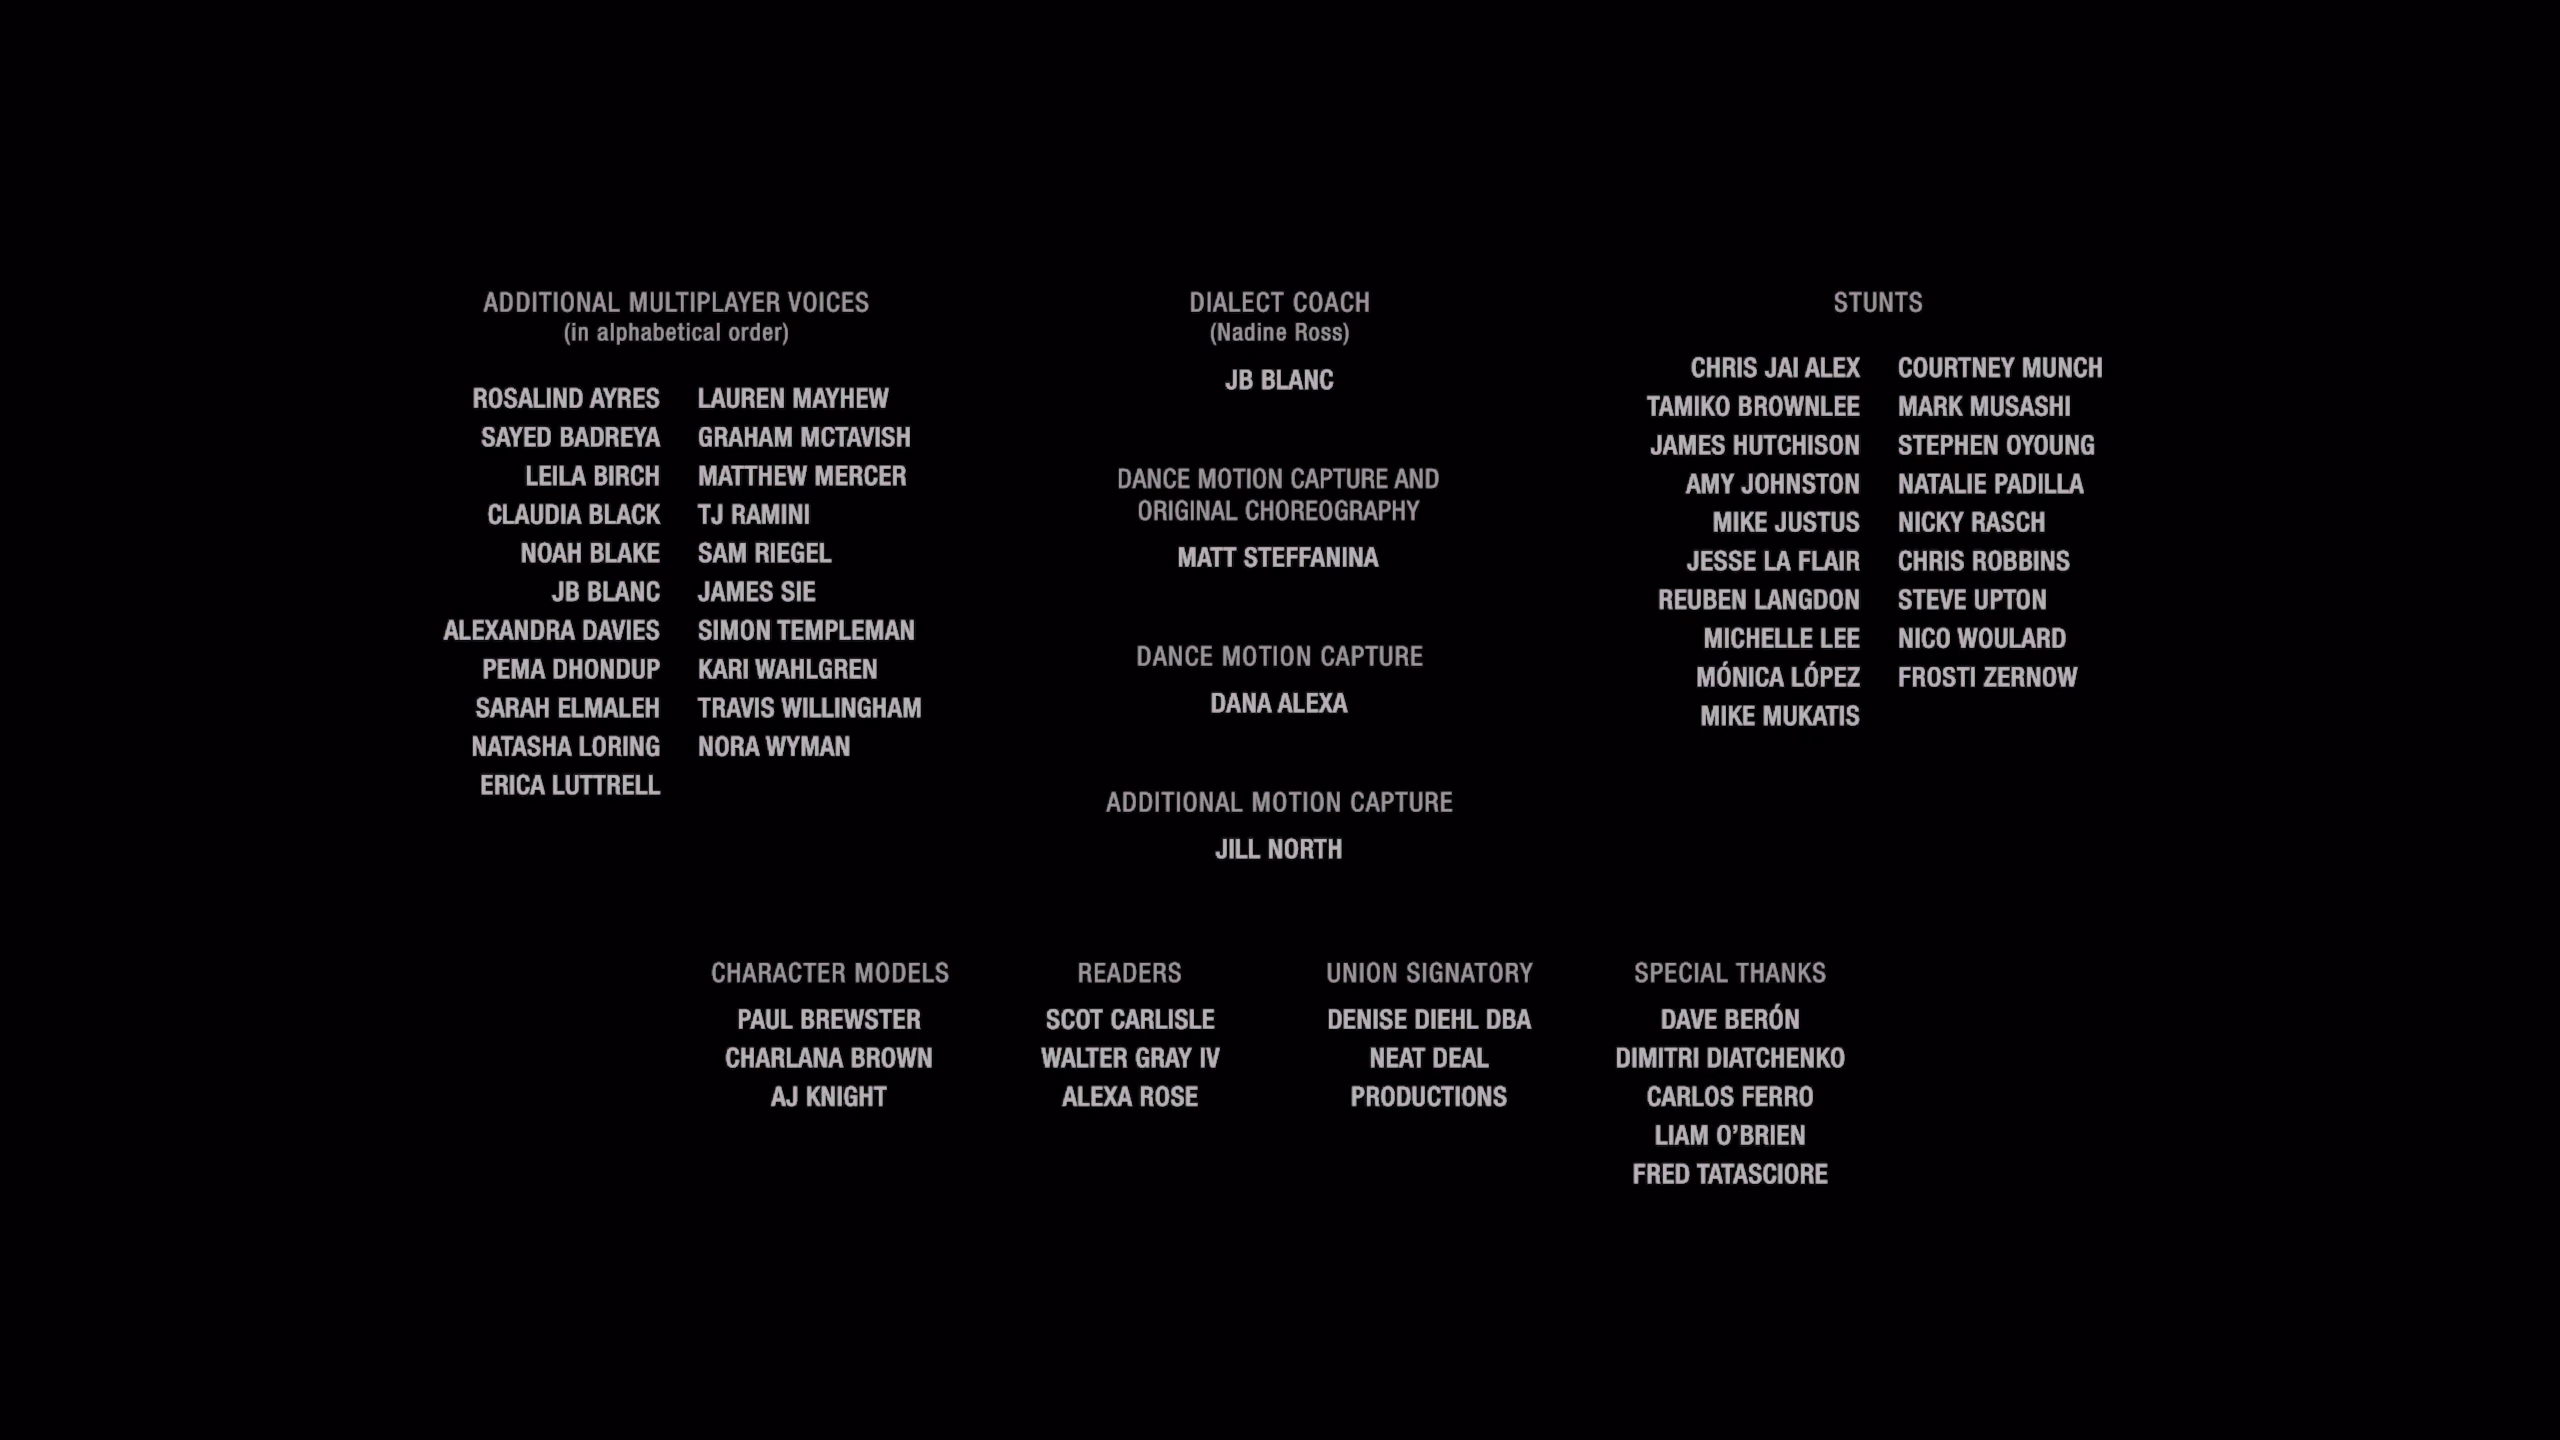 ADDITIONAL MULTIPLAYER VOICES
(in alphabetical order)
ROSALIND AYRES
SAYED BADREYA
LEILA BIRCH
CLAUDIA BLACK
NOAH BLAKE
JB BLANC
ALEXANDRA DAVIES
PEMA DHONDUP
SARAH ELMALEH
NATASHA LORING
ERICA LUTTRELL
LAUREN MAYHEW
GRAHAM MCTAVISH
MATTHEW MERCER
TJ RAMINI
SAM RIEGEL
JAMES SIE
SIMON TEMPLEMAN
KARI WAHLGREN
TRAVIS WILLINGHAM
NORA WYMAN
DIALECT COACH
(Nadine Ross)
JB BLANC
DANCE MOTION CAPTURE AND
ORIGINAL CHOREOGRAPHY
MATT STEFFANINA
DANCE MOTION CAPTURE
DANA ALEXA
ADDITIONAL MOTION CAPTURE
JILL NORTH
STUNTS
CHRIS JAI ALEX
TAMIKO BROWNLEE
JAMES HUTCHISON
AMY JOHNSTON
MIKE JUSTUS
JESSE LA FLAIR
REUBEN LANGDON
MICHELLE LEE
MÓNICA LÓPEZ
MIKE MUKATIS
COURTNEY MUNCH
MARK MUSASHI
STEPHEN OYOUNG
NATALIE PADILLA
NICKY RASCH
CHRIS ROBBINS
STEVE UPTON
NICO WOULARD
FROSTI ZERNOW
CHARACTER MODELS
PAUL BREWSTER
CHARLANA BROWN
AJ KNIGHT
READERS
SCOT CARLISLE
WALTER GRAY IV
ALEXA ROSE
UNION SIGNATORY
DENISE DIEHL DBA
NEAT DEAL
PRODUCTIONS
SPECIAL THANKS
DAVE BERÓN
DIMITRI DIATCHENKO
CARLOS FERRO
LIAM O’BRIEN
FRED TATASCIORE